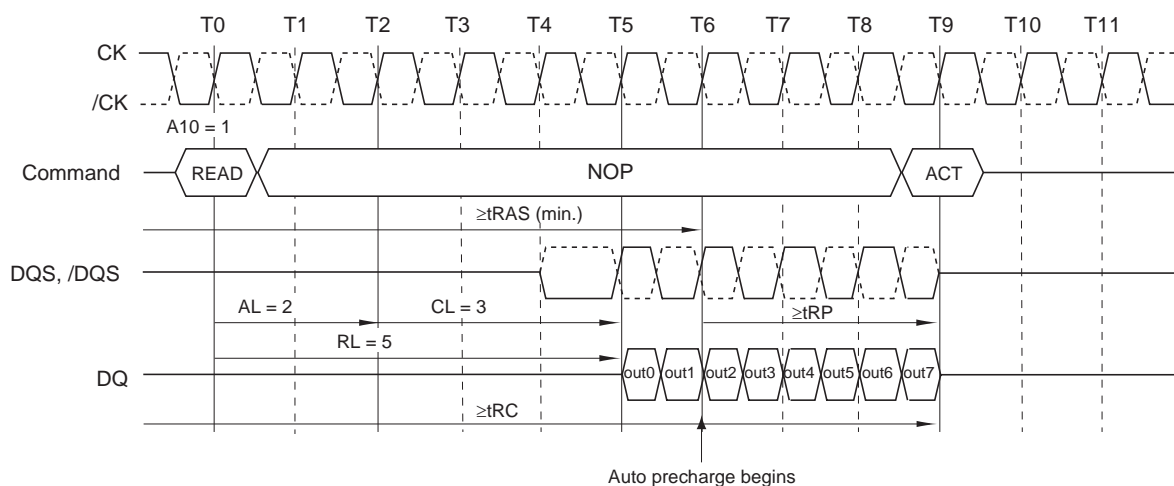 T0 T1 T2 T3 T4 T5 T6 T7 T8 T9 T10 T11
CK
/CK
A10 = 1
Command READ NOP ACT
≥tRAS (min.)
DQS, /DQS
AL = 2 CL = 3 ≥tRP
RL = 5
DQ out0 out1 out2 out3 out4 out5 out6 out7
≥tRC
Auto precharge begins